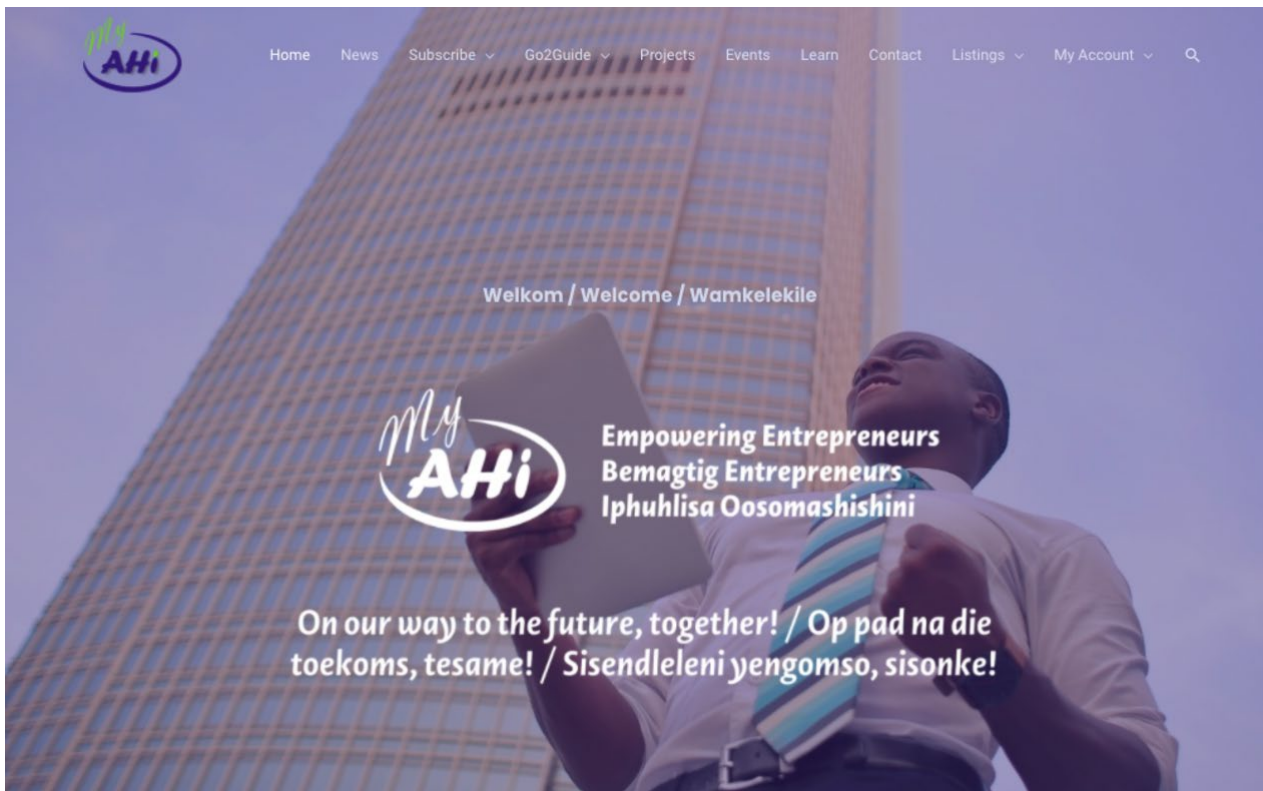 My
AHi
Home News Subscribe Go2Guide Projects Events Learn Contact Listings My Account
Welkom / Welcome / Wamkelekile
My
AHi
Empowering Entrepreneurs
Bemagtig Entrepreneurs
Iphuhlisa Oosomashishini
On our way to the future, together! / Op pad na die
toekoms, tesame! / Sisendleleni yengomso, sisonke!